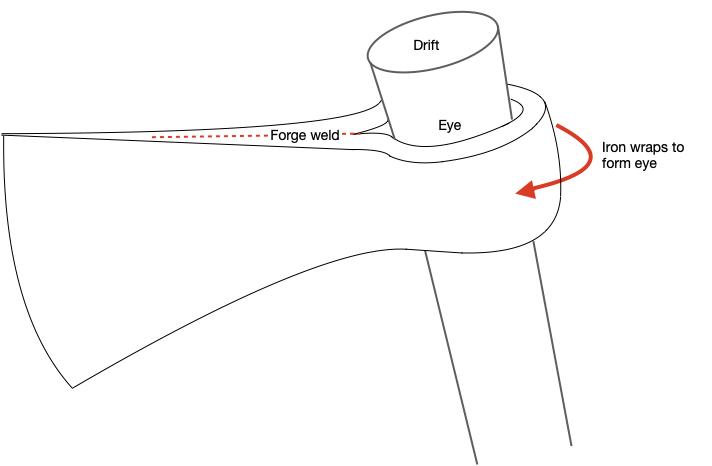 Drift
Eye
Forge weld
Iron wraps to
form eye